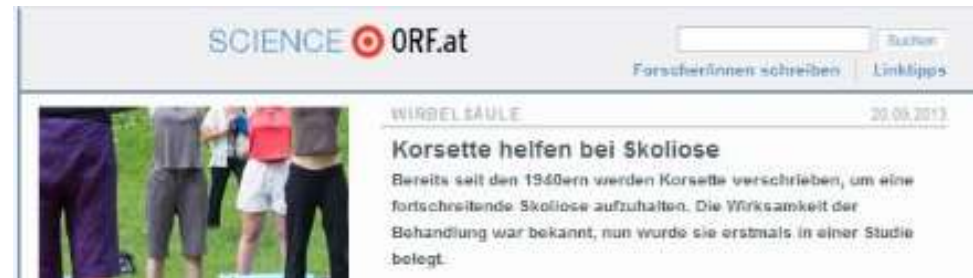 SCIENCE ORF.at
Suchen
Forscher/innen schreiben Linktipps
WIRBELSÄULE 20.09.2013
Korsette helfen bei Skoliose
Bereits seit den 1940ern werden Korsette verschrieben, um eine
fortschreitende Skoliose aufzuhalten. Die Wirksamkeit der
Behandlung war bekannt, nun wurde sie erstmals in einer Studie
belegt.